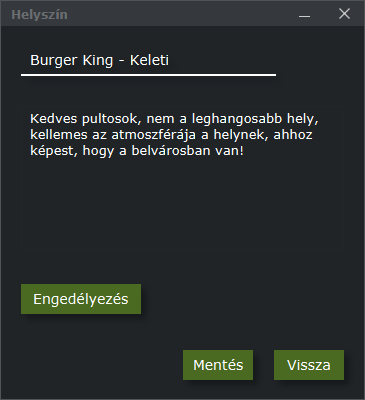 Helyszín
Burger King - Keleti
Kedves pultosok, nem a leghangosabb hely,
kellemes az atmoszférája a helynek, ahhoz
képest, hogy a belvárosban van!
Engedélyezés
Mentés Vissza